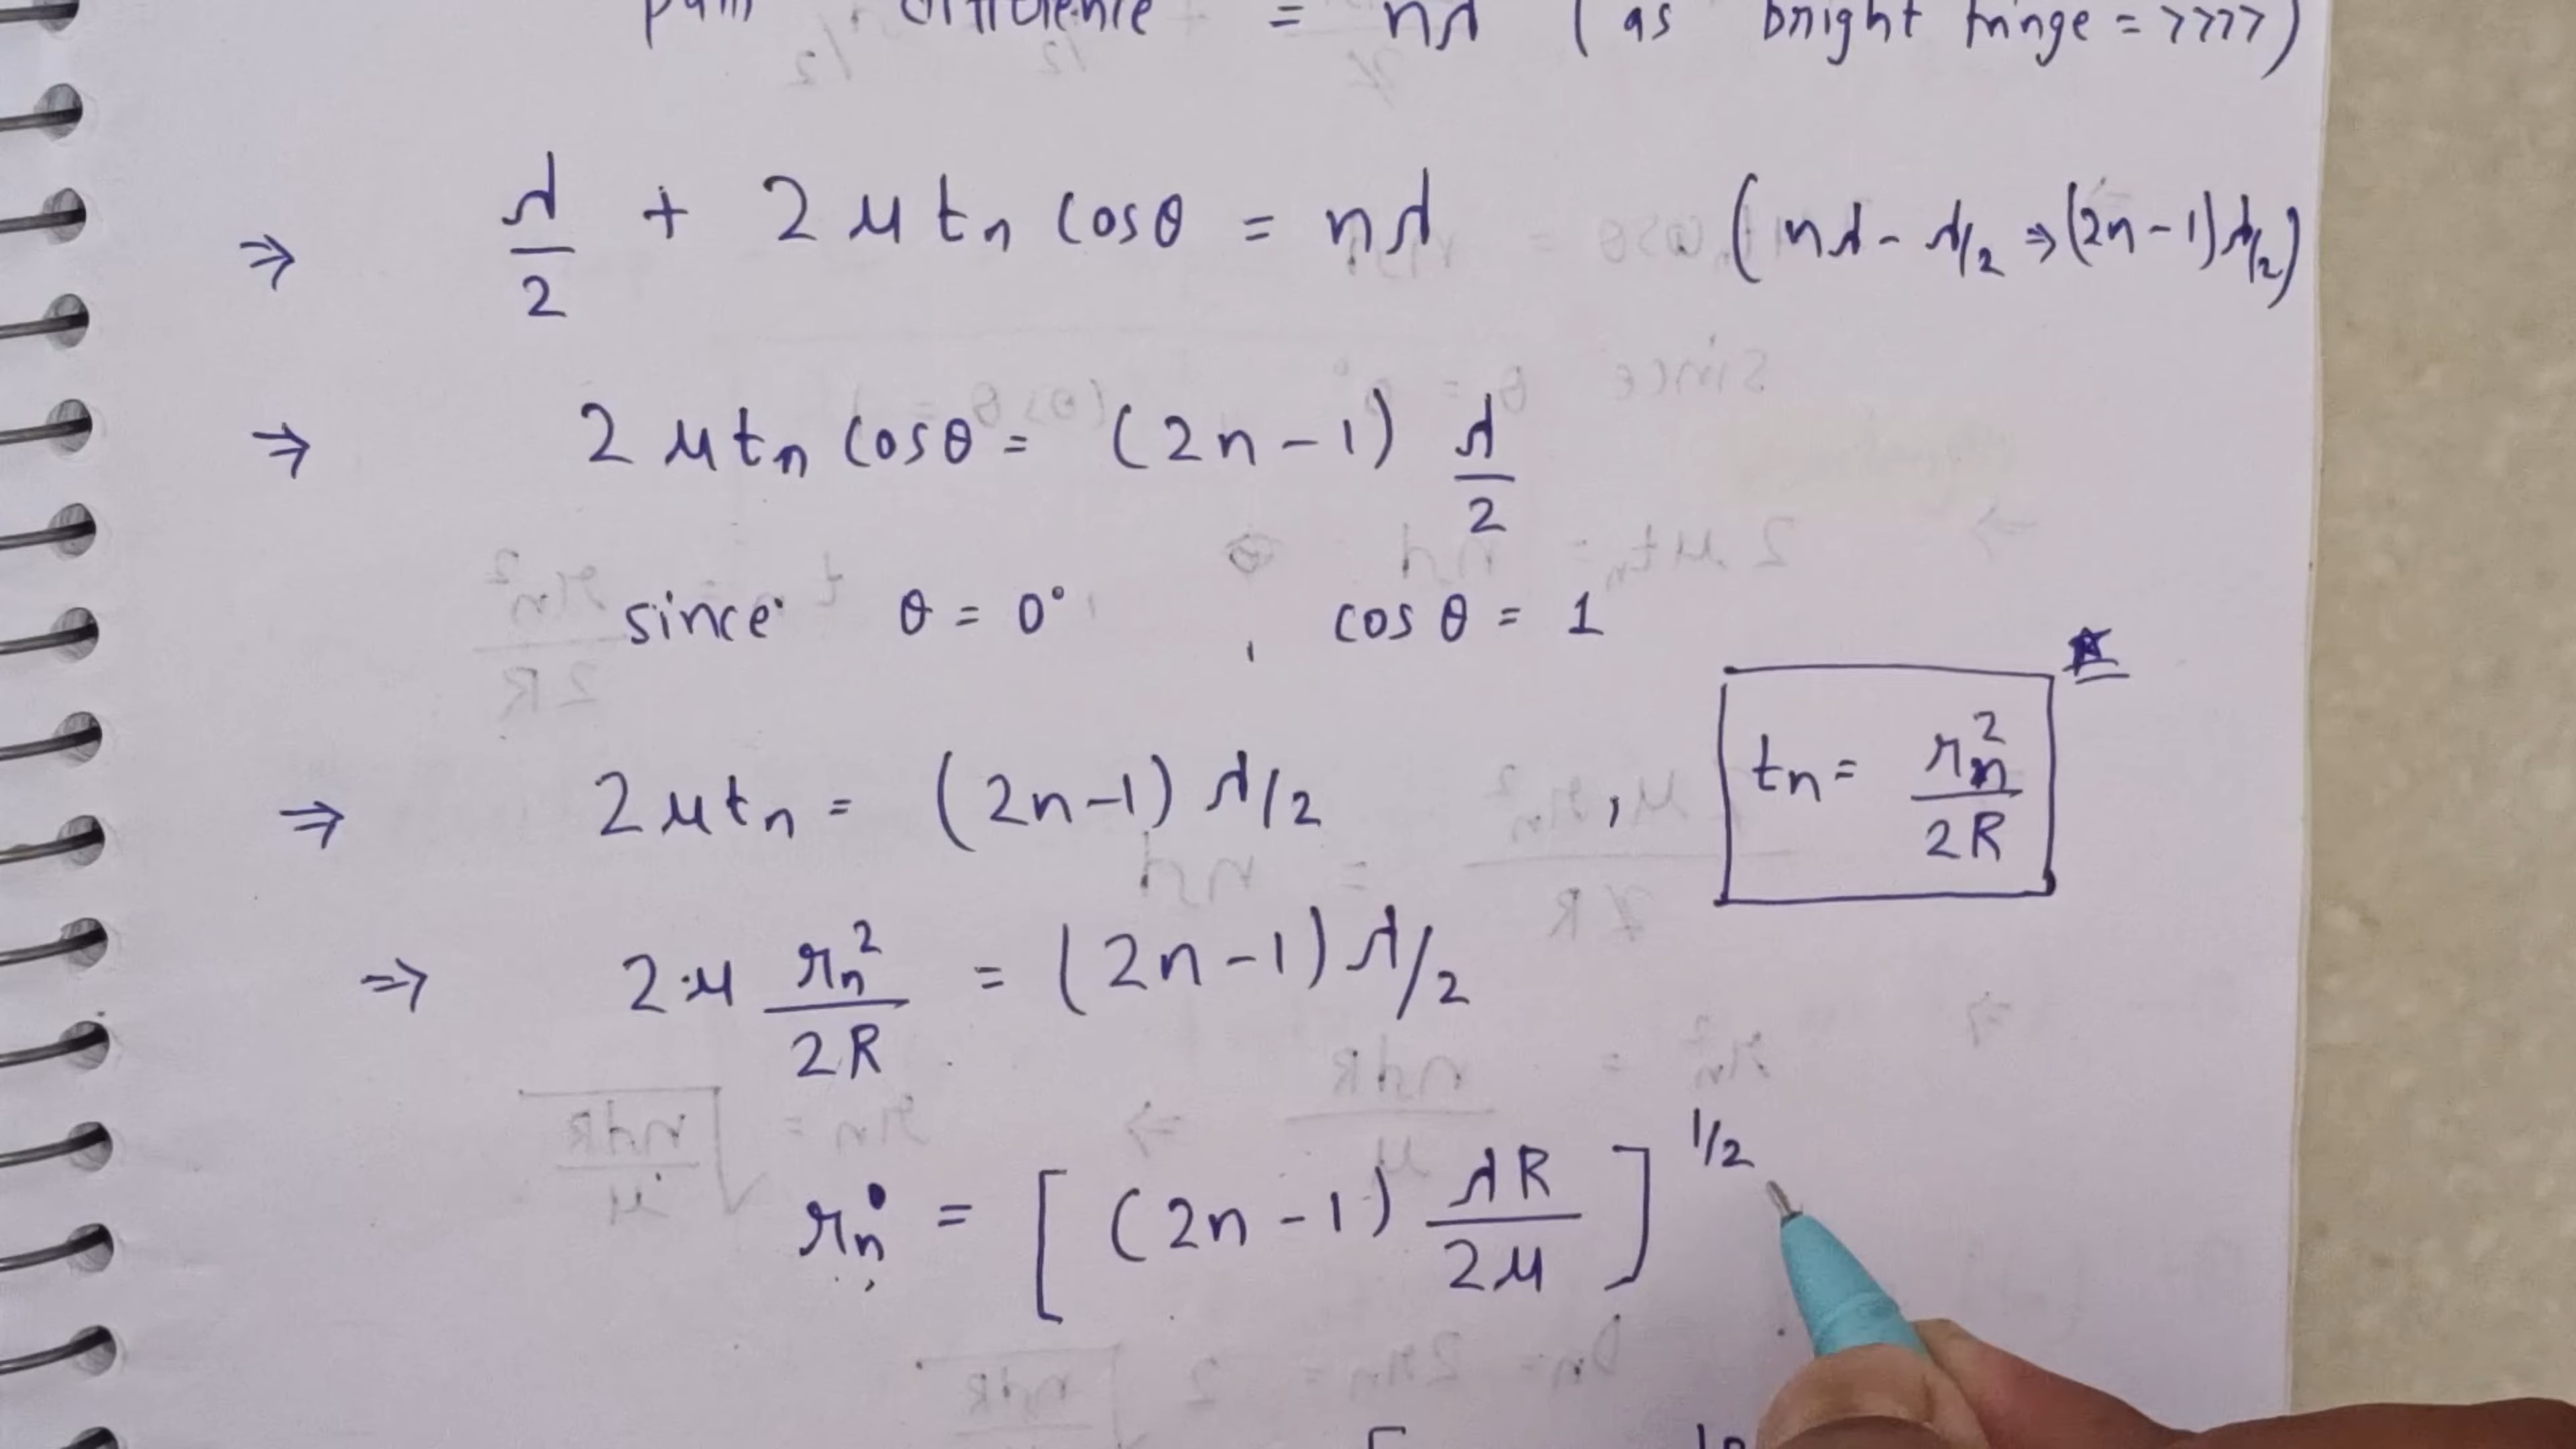 path difference = nλ (as bright fringe = >>>>)
⇒ λ/2 + 2μtₙ cosθ = nλ (nλ - λ/2 ⇒ (2n-1)λ/2)
⇒ 2μtₙ cosθ = (2n-1) λ/2
since θ = 0°, cos θ = 1
⇒ 2μtₙ = (2n-1) λ/2 , tₙ = rₙ²/2R
⇒ 2μ rₙ²/2R = (2n-1) λ/2
rₙ = [(2n-1) λR/2μ]^1/2